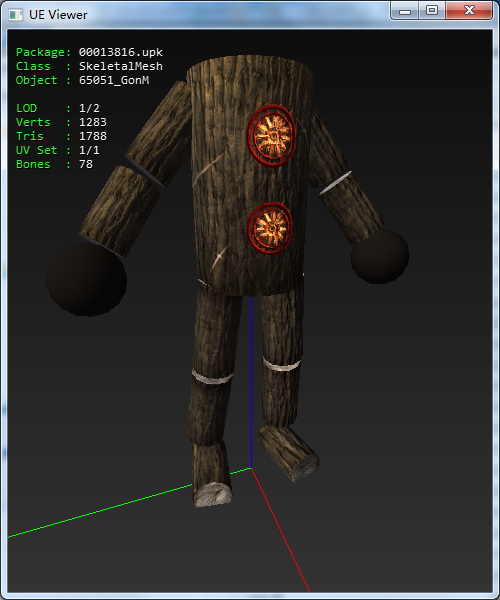 UE Viewer
Package: 00013816.upk
Class  : SkeletalMesh
Object : 65051_GonM
LOD    : 1/2
Verts  : 1283
Tris   : 1788
UV Set : 1/1
Bones  : 78